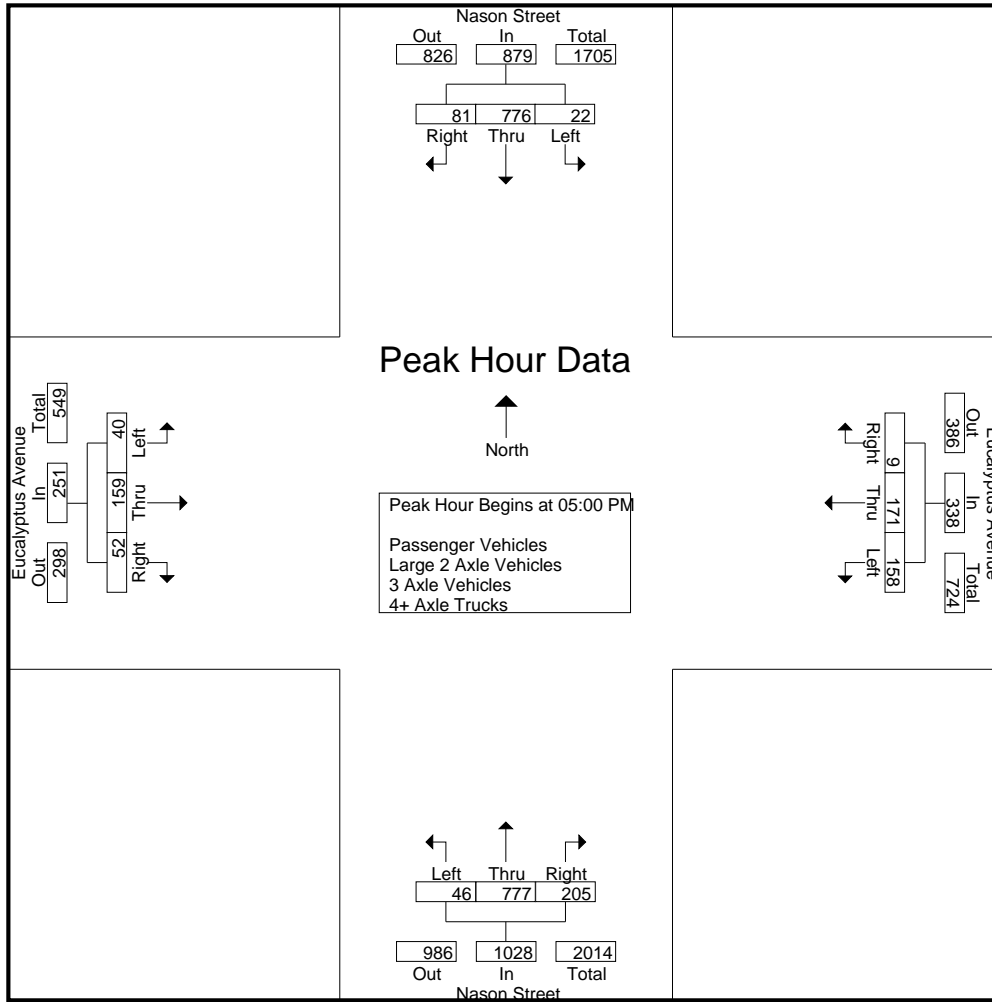 Nason Street
Out In Total
826 879 1705
81 776 22
Right Thru Left
Peak Hour Data
North
Peak Hour Begins at 05:00 PM
Passenger Vehicles
Large 2 Axle Vehicles
3 Axle Vehicles
4+ Axle Trucks
Eucalyptus Avenue
Out In Total
298 251 549
40 159 52
Left Thru Right
Right Thru Left
9 171 158
Out In Total
386 338 724
Eucalyptus Avenue
Left Thru Right
46 777 205
986 1028 2014
Out In Total
Nason Street